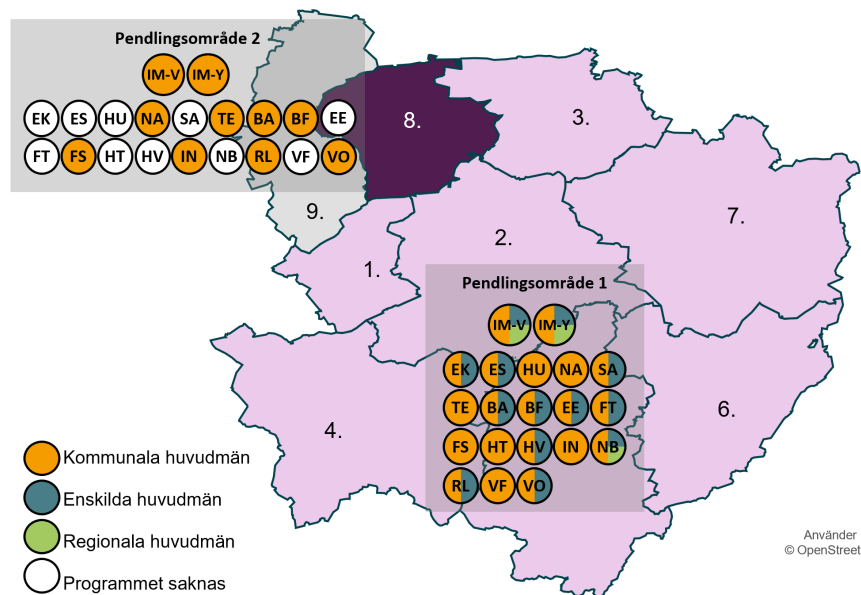 Pendlingsområde 2
IM-V IM-Y
EK ES HU NA SA TE BA BF EE
FT FS HT HV IN NB RL VF VO
8.
3.
9.
7.
2.
1.
Pendlingsområde 1
IM-V IM-Y
EK ES HU NA SA
TE BA BF EE FT
FS HT HV IN NB
RL VF VO
6.
4.
Kommunala huvudmän
Enskilda huvudmän
Regionala huvudmän
Programmet saknas
Använder
© OpenStreet